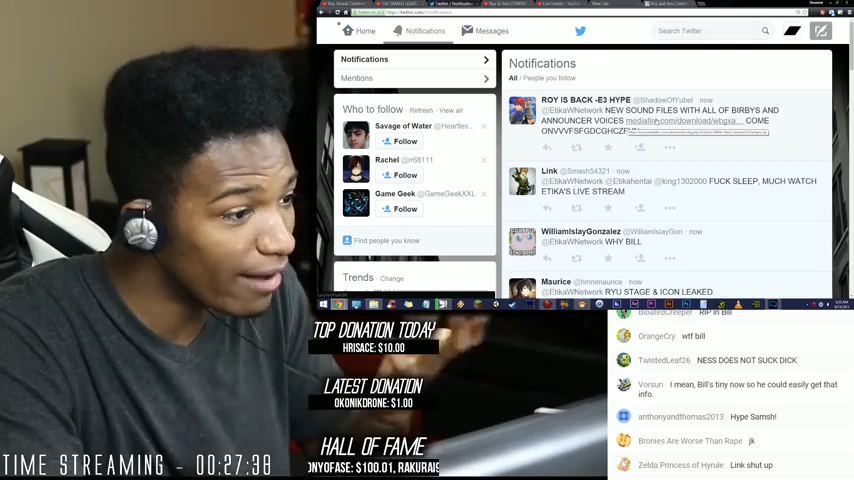 Home
Notifications
Messages
Search Twitter
Notifications
Mentions
Who to follow · Refresh · View all
Savage of Water @Heartles...
Follow
Rachel @rr68111
Follow
Game Geek @GameGeekXXL
Follow
Find people you know
Trends · Change
Notifications
All / People you follow
ROY IS BACK -E3 HYPE @ShadowOfYubel · now
@EtikaWNetwork NEW SOUND FILES WITH ALL OF BIRBYS AND
ANNOUNCER VOICES mediafire.com/download/wbgxa... COME
Link @Smash54321 · now
@EtikaWNetwork @Etikahentai @king1302000 FUCK SLEEP, MUCH WATCH
ETIKA'S LIVE STREAM
WilliamIslayGonzalez @WilliamIslayGon · now
@EtikaWNetwork WHY BILL
Maurice @hmnimaurice · now
@EtikaWNetwork RYU STAGE & ICON LEAKED.
BloatedCreeper RIP in Bill
OrangeCry wtf bill
TwistedLeaf26 NESS DOES NOT SUCK DICK
Vorsun I mean, Bill's tiny now so he could easily get that
info.
anthonyandthomas2013 Hype Samsh!
Bronies Are Worse Than Rape jk
Zelda Princess of Hyrule Link shut up
TOP DONATION TODAY
HRISACE: $10.00
LATEST DONATION
OKONIKDRONE: $1.00
HALL OF FAME
ONYOFASE: $100.01, RAKURAIS
TIME STREAMING - 00:27:38